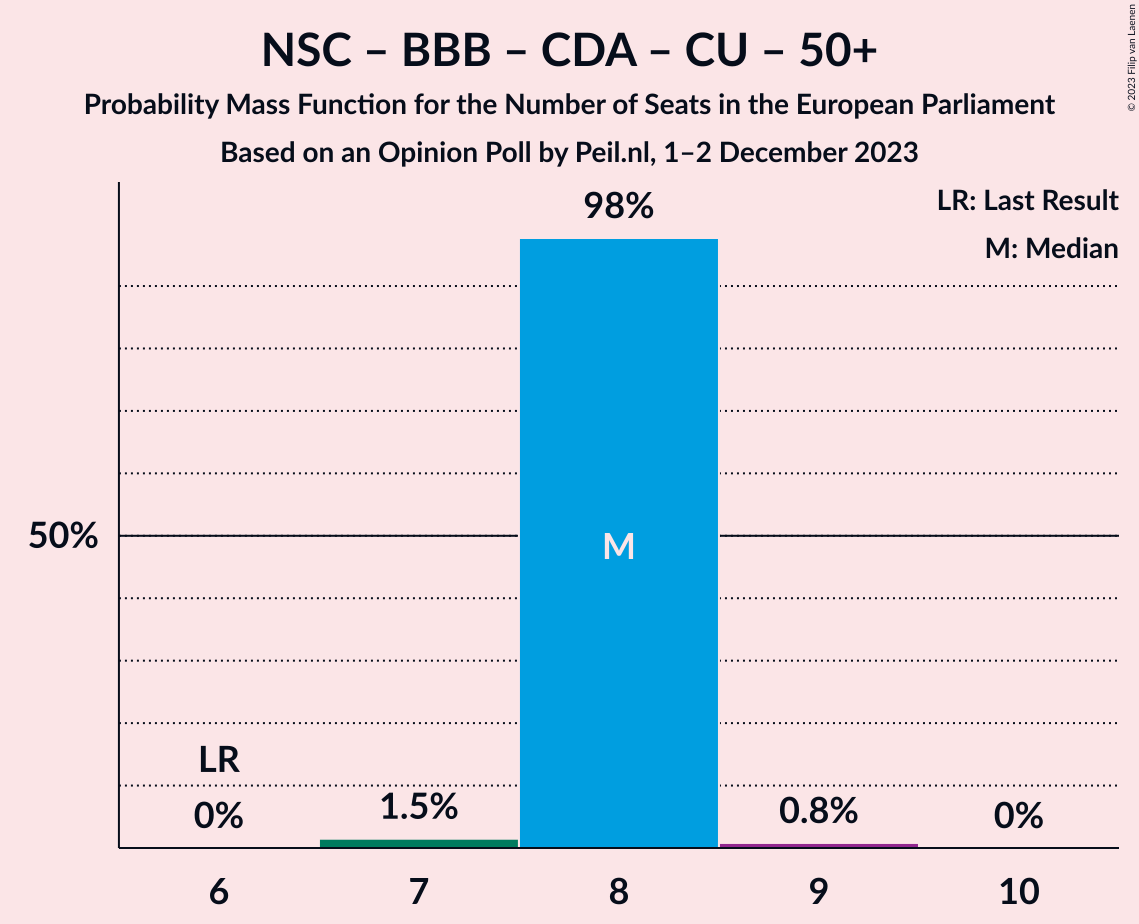 NSC – BBB – CDA – CU – 50+
Probability Mass Function for the Number of Seats in the European Parliament
Based on an Opinion Poll by Peil.nl, 1–2 December 2023
© 2023 Filip van Laenen
LR: Last Result
M: Median
98%
50%
M
LR
0%
1.5%
0.8%
0%
6
7
8
9
10